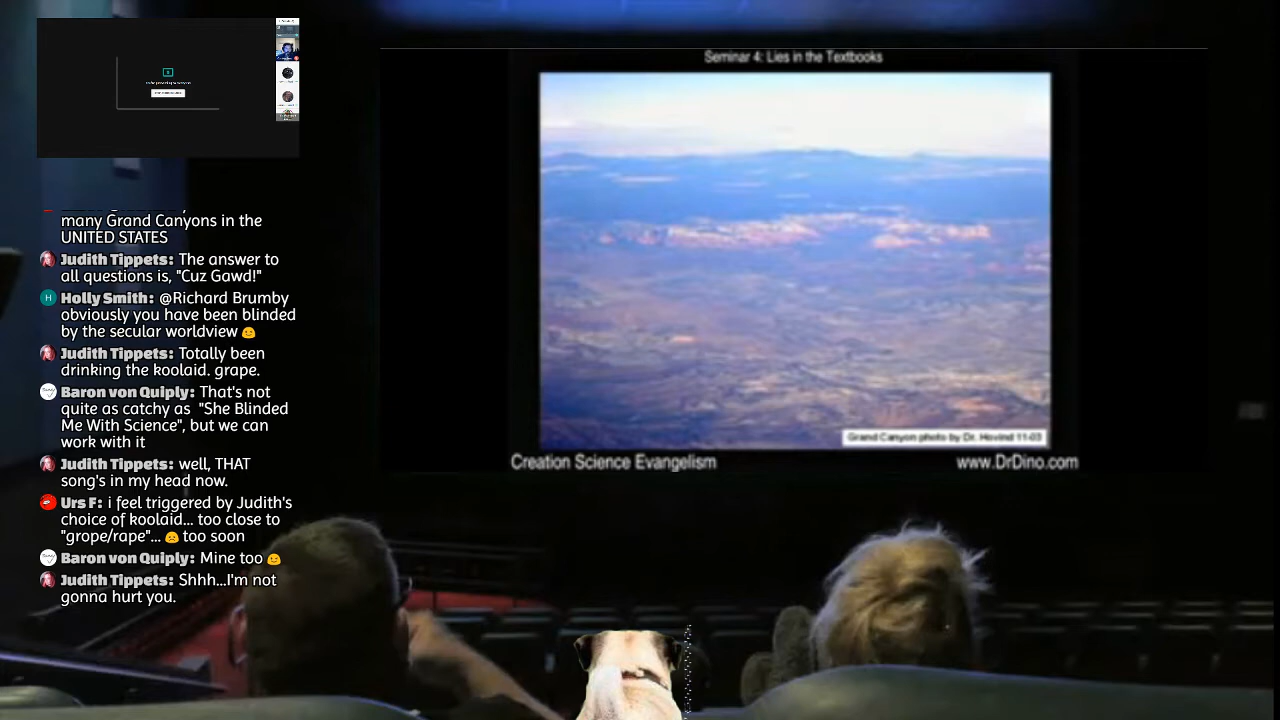 Seminar 4: Lies in the Textbooks
many Grand Canyons in the
UNITED STATES
Judith Tippets: The answer to
all questions is, "Cuz Gawd!"
Holly Smith: @Richard Brumby
obviously you have been blinded
by the secular worldview
Judith Tippets: Totally been
drinking the koolaid. grape.
Baron von Quiply: That's not
quite as catchy as "She Blinded
Me With Science", but we can
work with it
Judith Tippets: well, THAT
song's in my head now.
Urs F: i feel triggered by Judith's
choice of koolaid... too close to
"grope/rape"... too soon
Baron von Quiply: Mine too
Judith Tippets: Shhh...I'm not
gonna hurt you.
H
Grand Canyon photo by Dr. Hovind 11-03
Creation Science Evangelism
www.DrDino.com